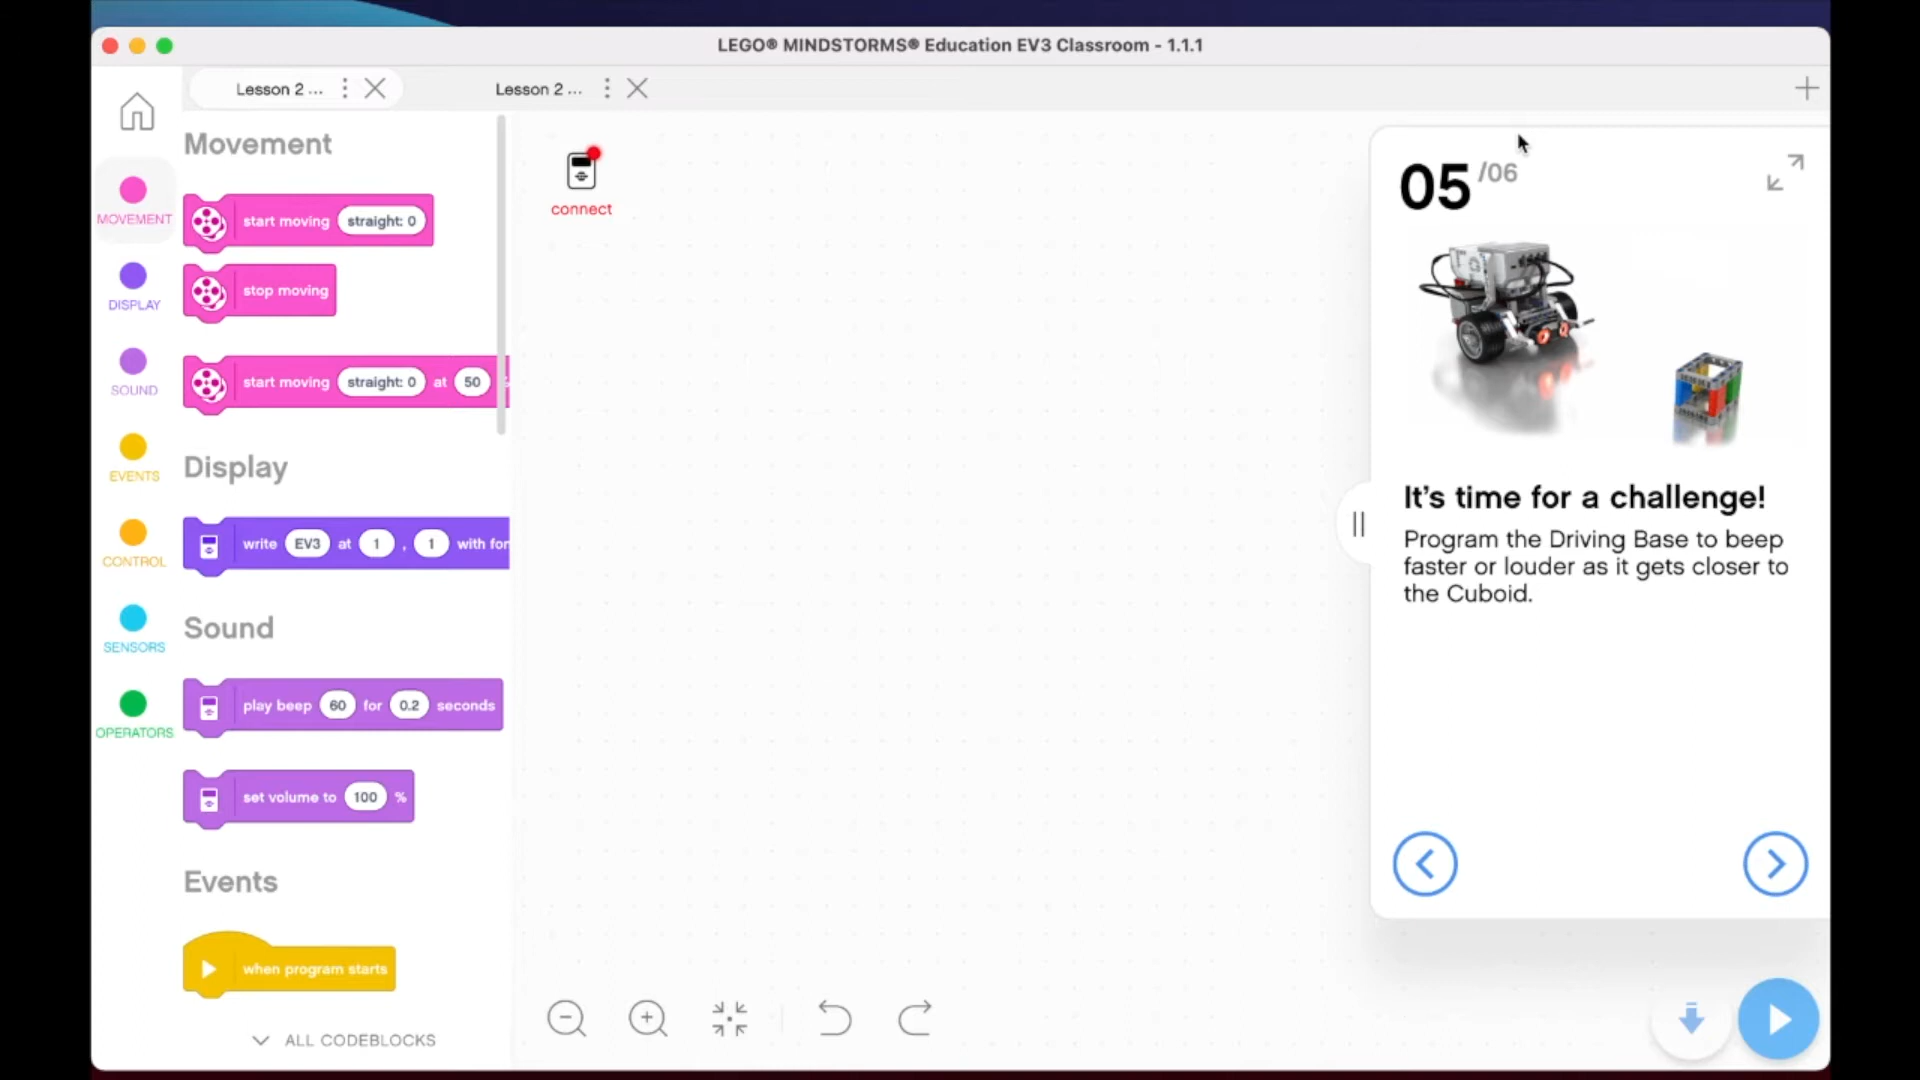 LEGO® MINDSTORMS® Education EV3 Classroom - 1.1.1
Lesson 2 ...
Lesson 2 ...
MOVEMENT
DISPLAY
SOUND
EVENTS
CONTROL
SENSORS
OPERATORS
Movement
start moving straight: 0
stop moving
start moving straight: 0 at 50
Display
write EV3 at 1 , 1 with for
Sound
play beep 60 for 0.2 seconds
set volume to 100 %
Events
when program starts
ALL CODEBLOCKS
connect
05 /06
It's time for a challenge!
Program the Driving Base to beep
faster or louder as it gets closer to
the Cuboid.